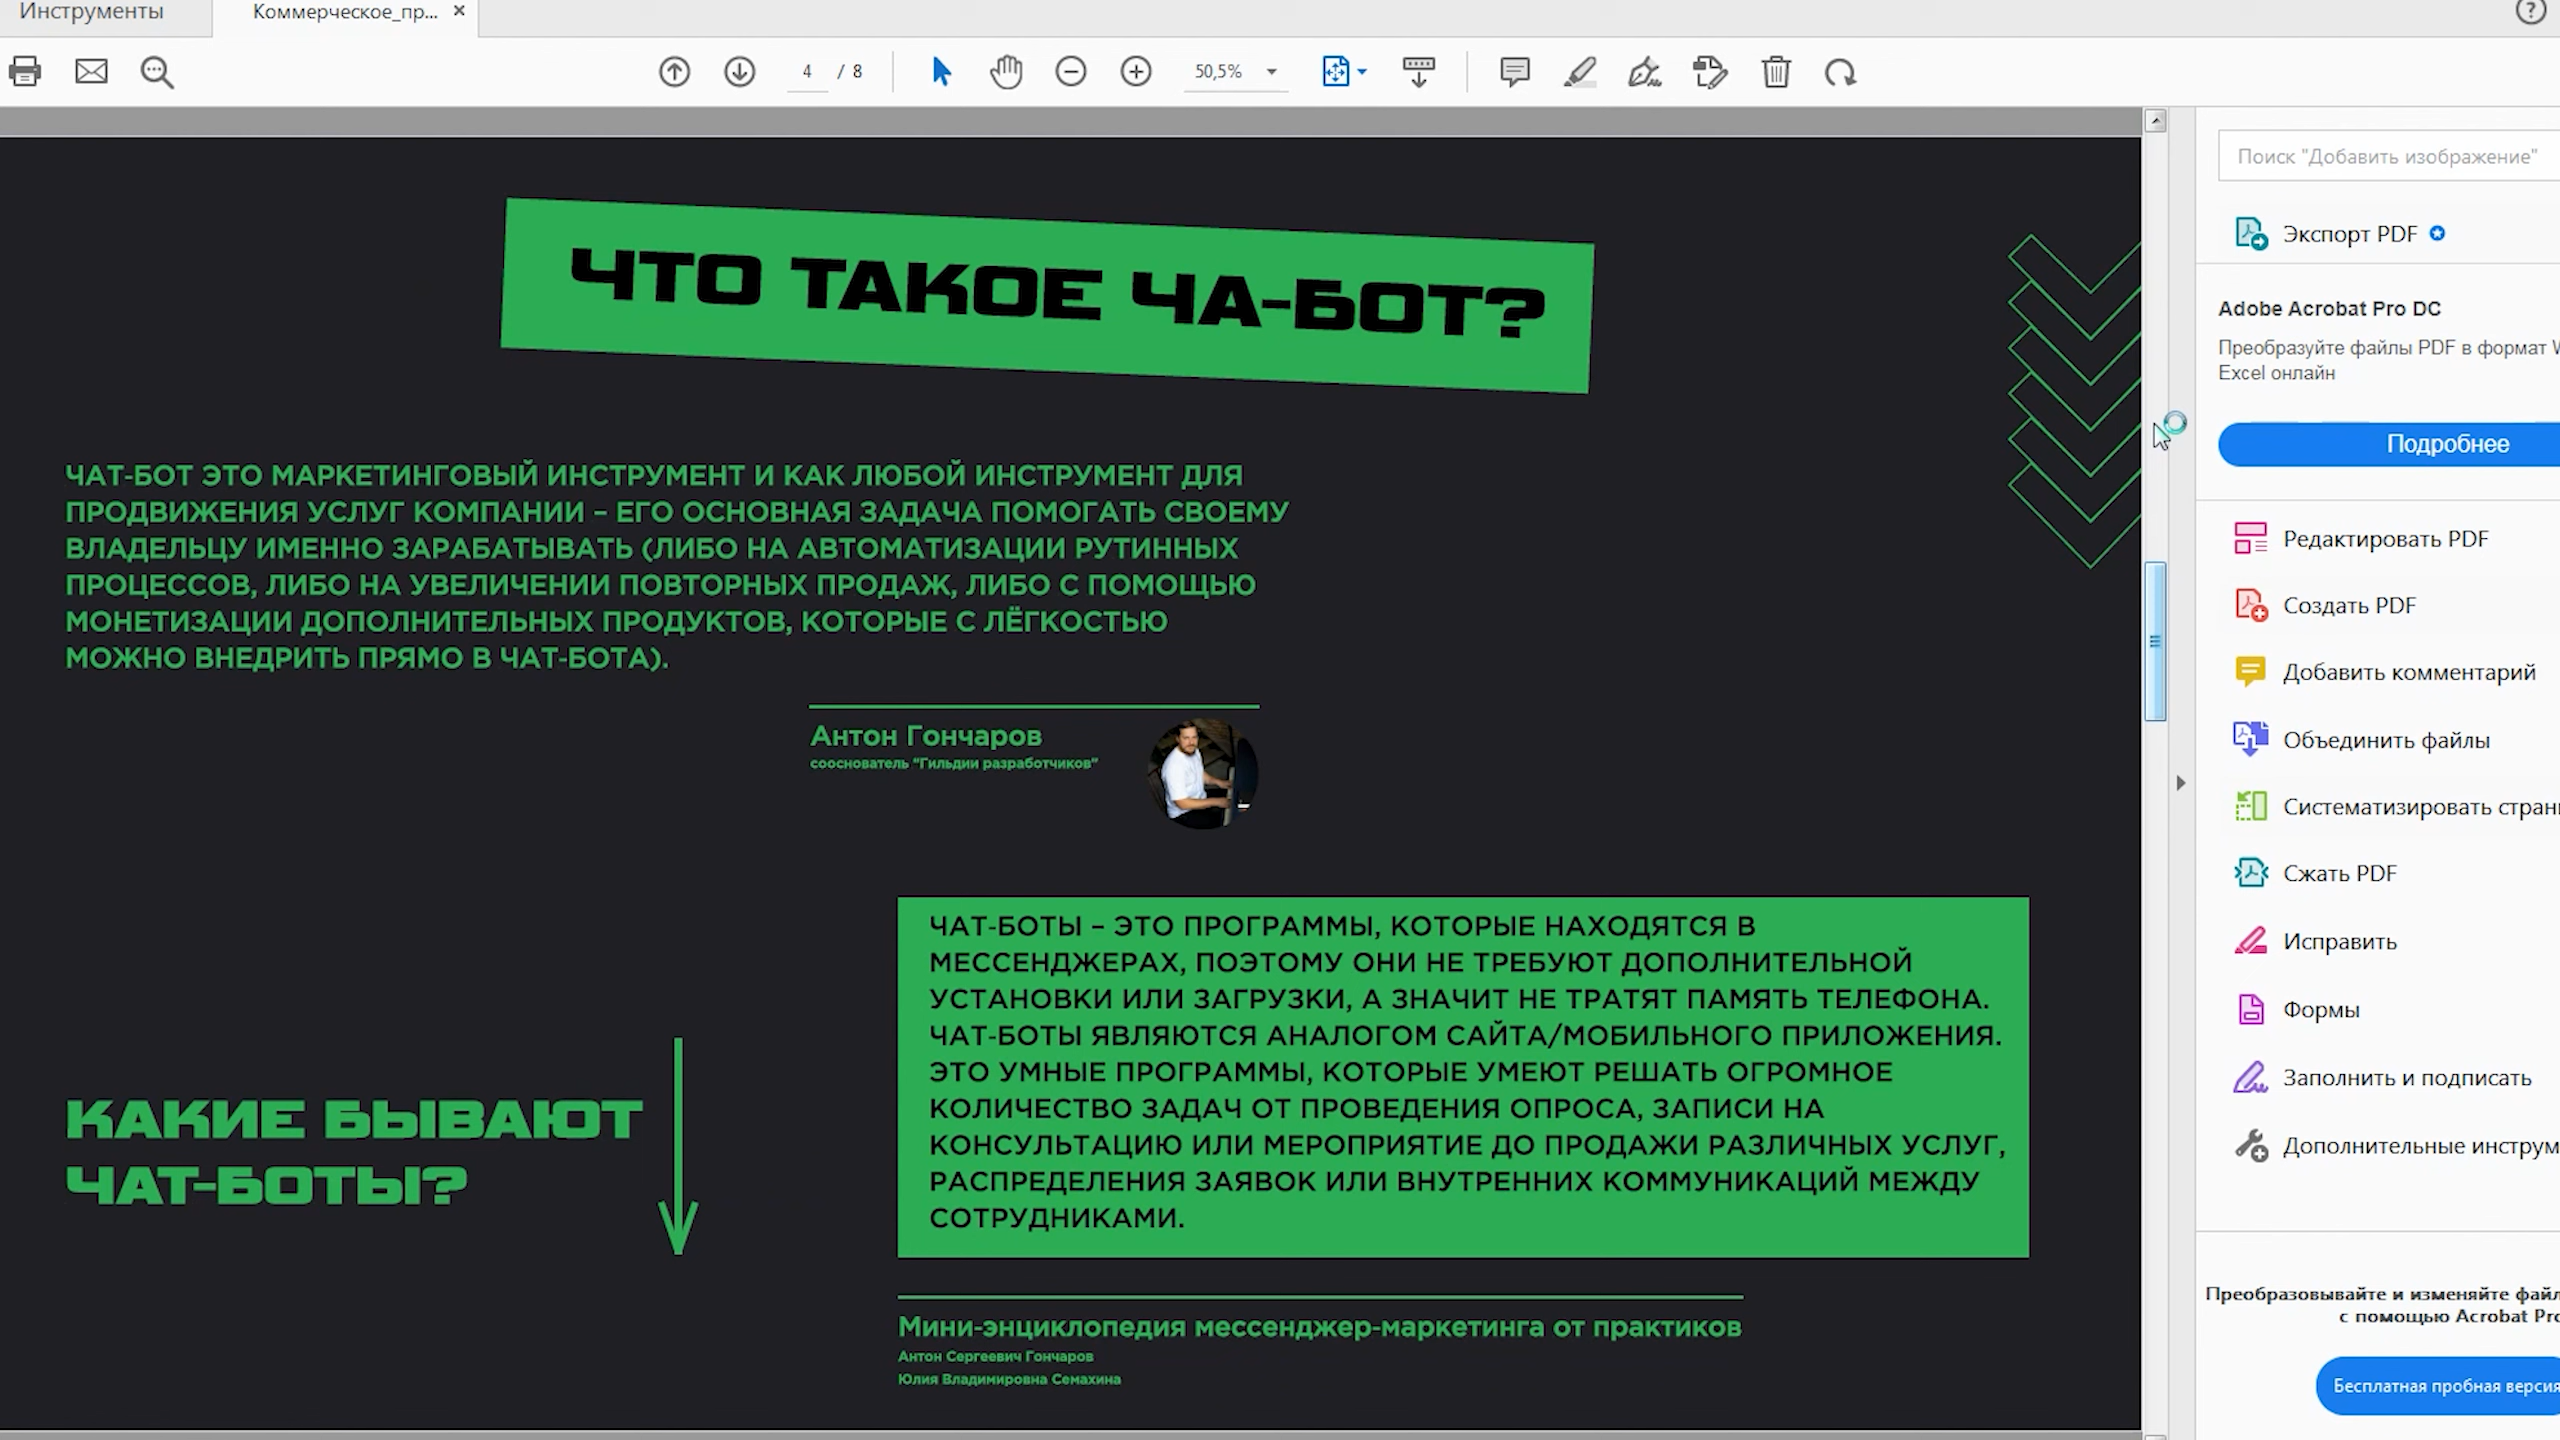 Инструменты
Коммерческое_пр...
4 / 8
50,5%
ЧТО ТАКОЕ ЧА-БОТ?
ЧАТ-БОТ ЭТО МАРКЕТИНГОВЫЙ ИНСТРУМЕНТ И КАК ЛЮБОЙ ИНСТРУМЕНТ ДЛЯ
ПРОДВИЖЕНИЯ УСЛУГ КОМПАНИИ – ЕГО ОСНОВНАЯ ЗАДАЧА ПОМОГАТЬ СВОЕМУ
ВЛАДЕЛЬЦУ ИМЕННО ЗАРАБАТЫВАТЬ (ЛИБО НА АВТОМАТИЗАЦИИ РУТИННЫХ
ПРОЦЕССОВ, ЛИБО НА УВЕЛИЧЕНИИ ПОВТОРНЫХ ПРОДАЖ, ЛИБО С ПОМОЩЬЮ
МОНЕТИЗАЦИИ ДОПОЛНИТЕЛЬНЫХ ПРОДУКТОВ, КОТОРЫЕ С ЛЁГКОСТЬЮ
МОЖНО ВНЕДРИТЬ ПРЯМО В ЧАТ-БОТА).
Антон Гончаров
сооснователь "Гильдии разработчиков"
ЧАТ-БОТЫ – ЭТО ПРОГРАММЫ, КОТОРЫЕ НАХОДЯТСЯ В
МЕССЕНДЖЕРАХ, ПОЭТОМУ ОНИ НЕ ТРЕБУЮТ ДОПОЛНИТЕЛЬНОЙ
УСТАНОВКИ ИЛИ ЗАГРУЗКИ, А ЗНАЧИТ НЕ ТРАТЯТ ПАМЯТЬ ТЕЛЕФОНА.
ЧАТ-БОТЫ ЯВЛЯЮТСЯ АНАЛОГОМ САЙТА/МОБИЛЬНОГО ПРИЛОЖЕНИЯ.
ЭТО УМНЫЕ ПРОГРАММЫ, КОТОРЫЕ УМЕЮТ РЕШАТЬ ОГРОМНОЕ
КОЛИЧЕСТВО ЗАДАЧ ОТ ПРОВЕДЕНИЯ ОПРОСА, ЗАПИСИ НА
КОНСУЛЬТАЦИЮ ИЛИ МЕРОПРИЯТИЕ ДО ПРОДАЖИ РАЗЛИЧНЫХ УСЛУГ,
РАСПРЕДЕЛЕНИЯ ЗАЯВОК ИЛИ ВНУТРЕННИХ КОММУНИКАЦИЙ МЕЖДУ
СОТРУДНИКАМИ.
КАКИЕ БЫВАЮТ
ЧАТ-БОТЫ?
Мини-энциклопедия мессенджер-маркетинга от практиков
Антон Сергеевич Гончаров
Юлия Владимировна Семахина
Поиск "Добавить изображение"
Экспорт PDF
Adobe Acrobat Pro DC
Преобразуйте файлы PDF в формат W
Excel онлайн
Подробнее
Редактировать PDF
Создать PDF
Добавить комментарий
Объединить файлы
Систематизировать стран
Сжать PDF
Исправить
Формы
Заполнить и подписать
Дополнительные инструм
Преобразовывайте и изменяйте файл
с помощью Acrobat Pro
Бесплатная пробная версия